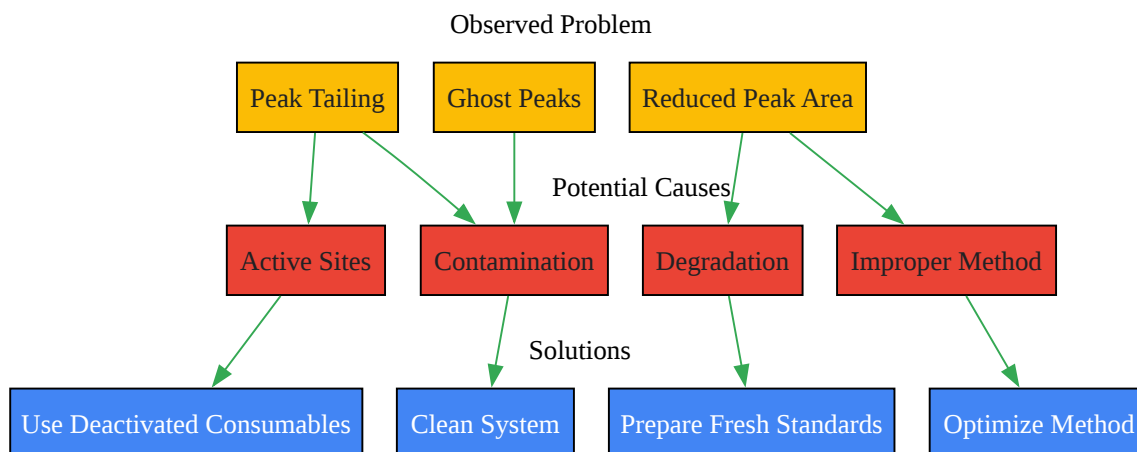 Observed Problem
Peak Tailing
Ghost Peaks
Reduced Peak Area
Potential Causes
Active Sites
Contamination
Degradation
Improper Method
Solutions
Use Deactivated Consumables
Clean System
Prepare Fresh Standards
Optimize Method